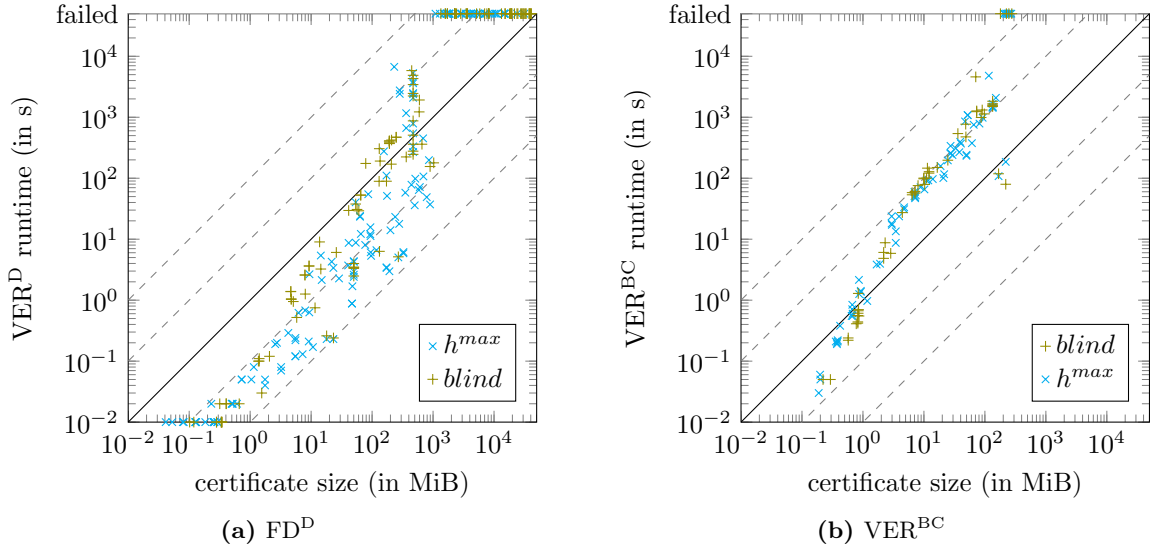 failed
10^4
10^3
10^2
10^1
10^0
10^−1
10^−2
VER^D runtime (in s)
h^max
blind
10^−2 10^−1 10^0 10^1 10^2 10^3 10^4
certificate size (in MiB)
(a) FD^D
failed
10^4
10^3
10^2
10^1
10^0
10^−1
10^−2
VER^BC runtime (in s)
blind
h^max
10^−2 10^−1 10^0 10^1 10^2 10^3 10^4
certificate size (in MiB)
(b) VER^BC